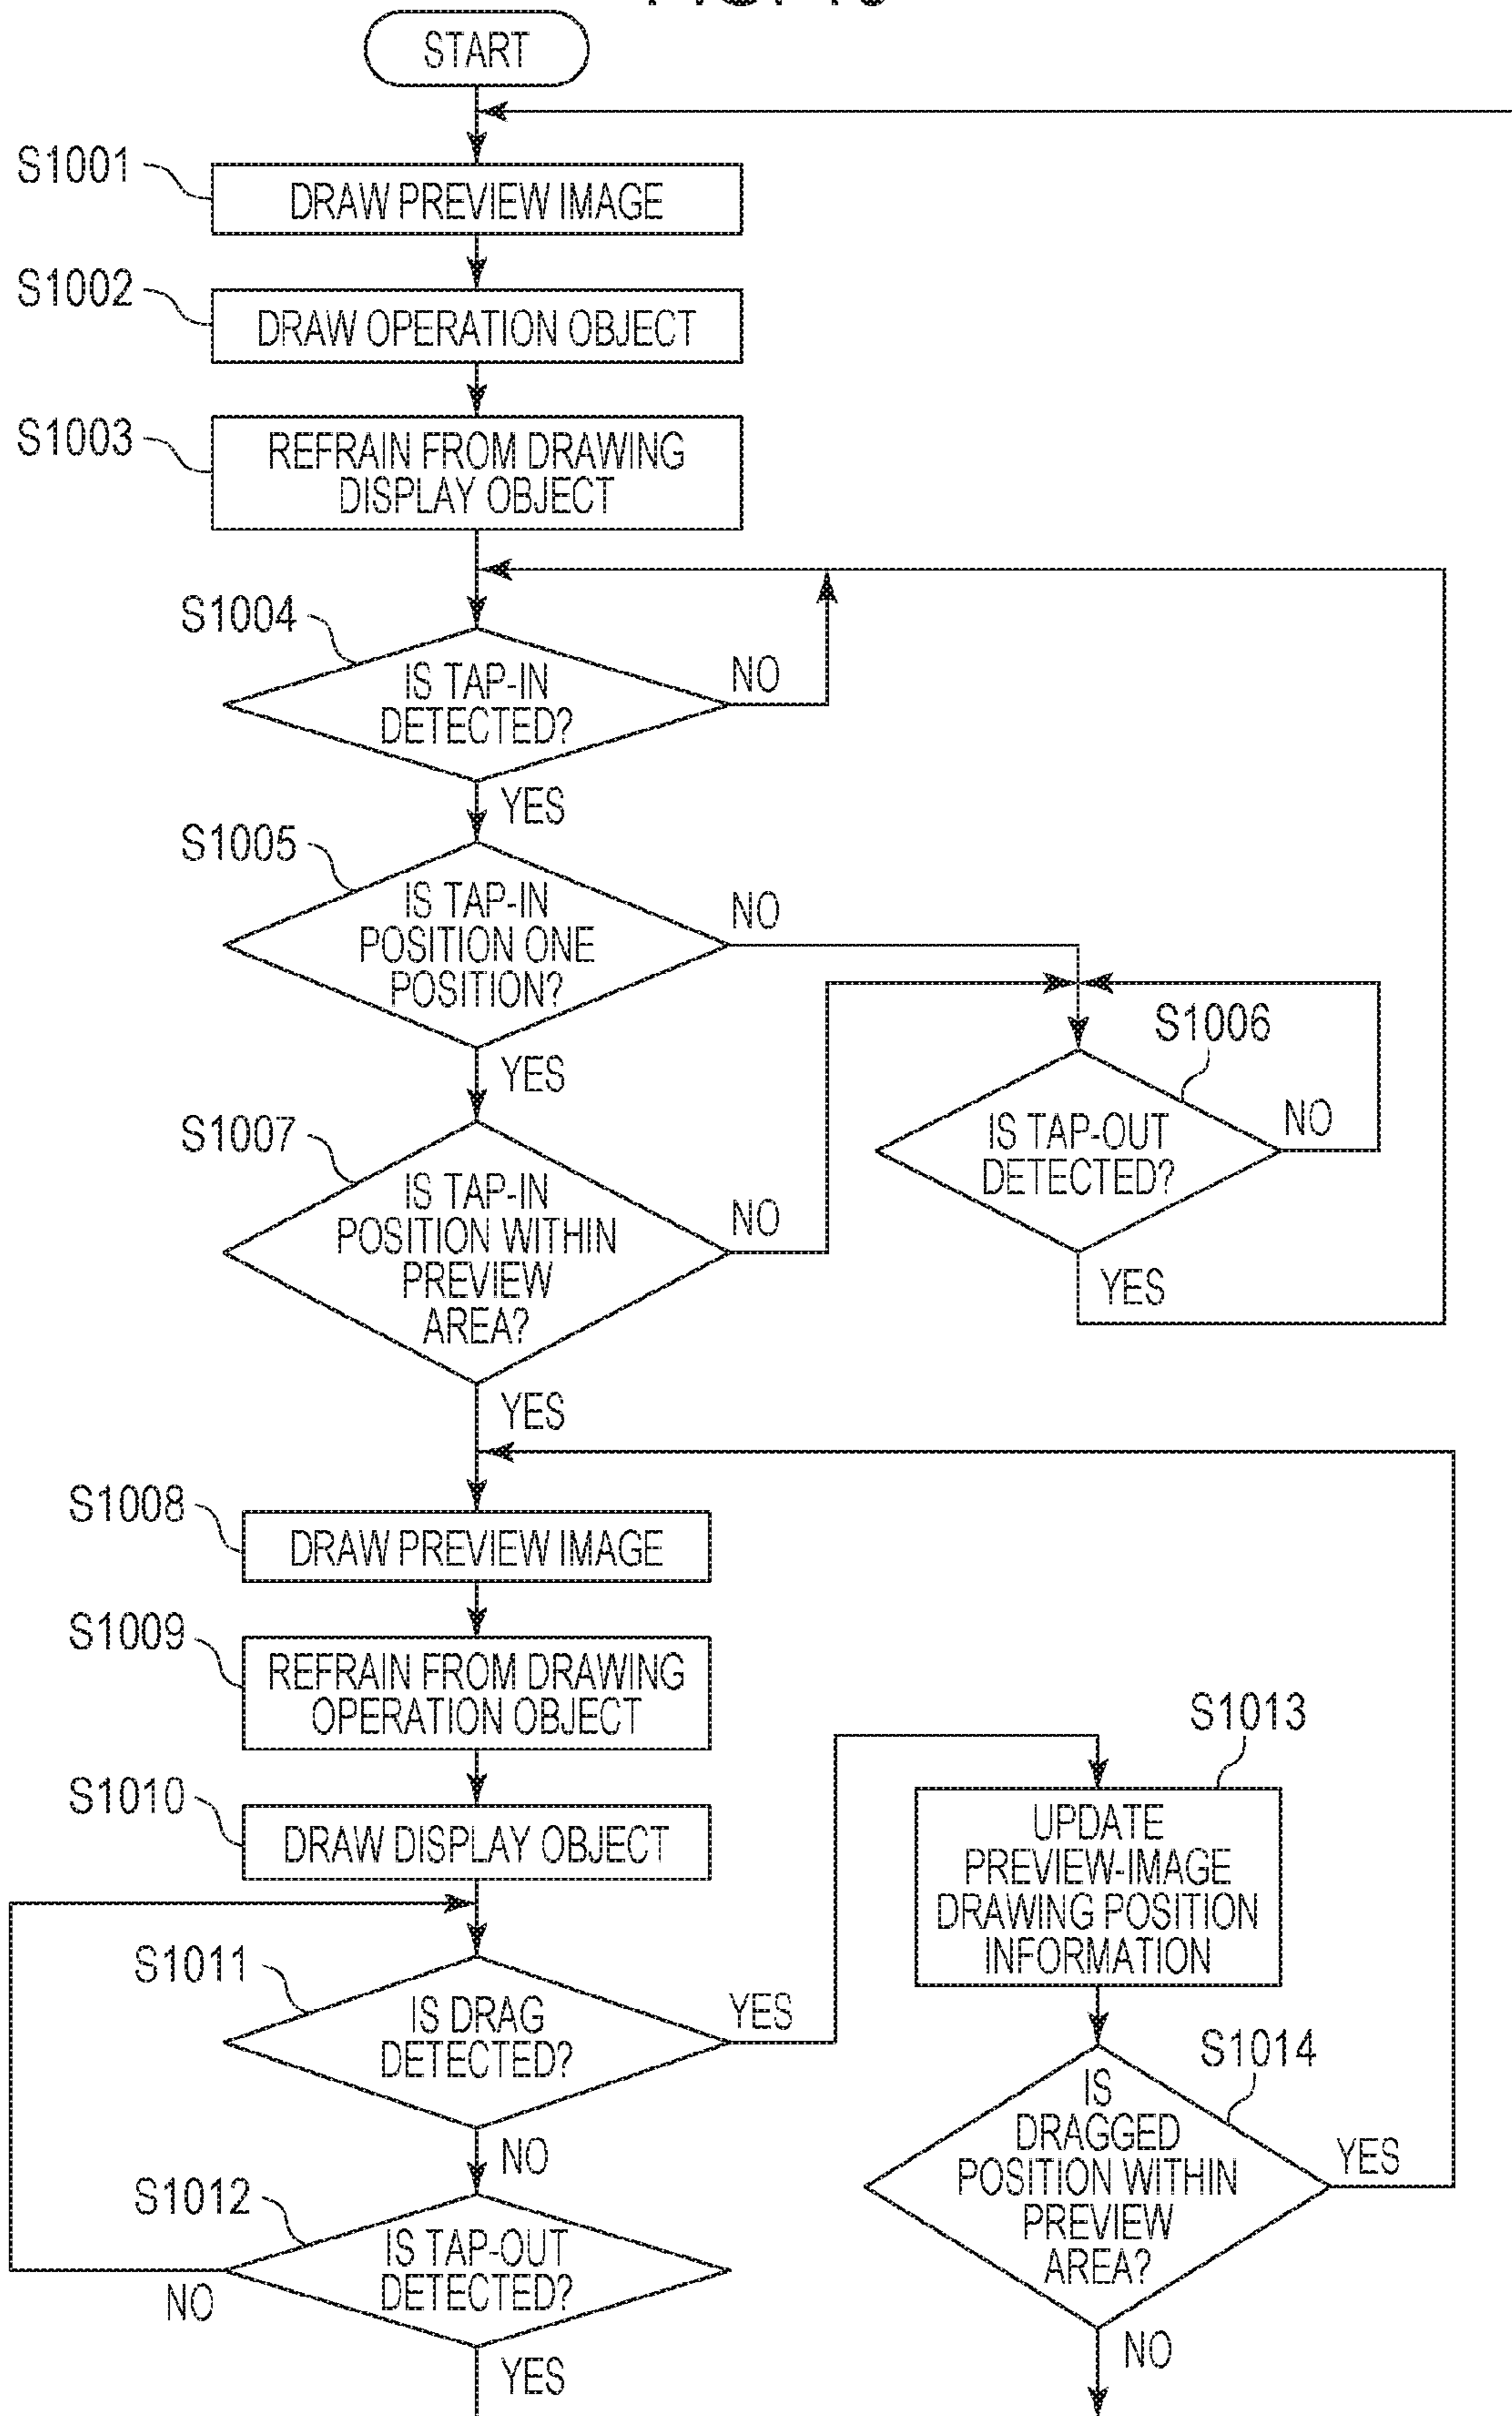 START
S1001
DRAW PREVIEW IMAGE
S1002
DRAW OPERATION OBJECT
S1003
REFRAIN FROM DRAWING
DISPLAY OBJECT
S1004
IS TAP-IN
DETECTED?
NO
YES
S1005
IS TAP-IN
POSITION ONE
POSITION?
NO
YES
S1006
IS TAP-OUT
DETECTED?
NO
YES
S1007
IS TAP-IN
POSITION WITHIN
PREVIEW
AREA?
NO
YES
S1008
DRAW PREVIEW IMAGE
S1009
REFRAIN FROM DRAWING
OPERATION OBJECT
S1010
DRAW DISPLAY OBJECT
S1011
IS DRAG
DETECTED?
YES
NO
S1012
IS TAP-OUT
DETECTED?
NO
YES
S1013
UPDATE
PREVIEW-IMAGE
DRAWING POSITION
INFORMATION
S1014
IS
DRAGGED
POSITION WITHIN
PREVIEW
AREA?
YES
NO